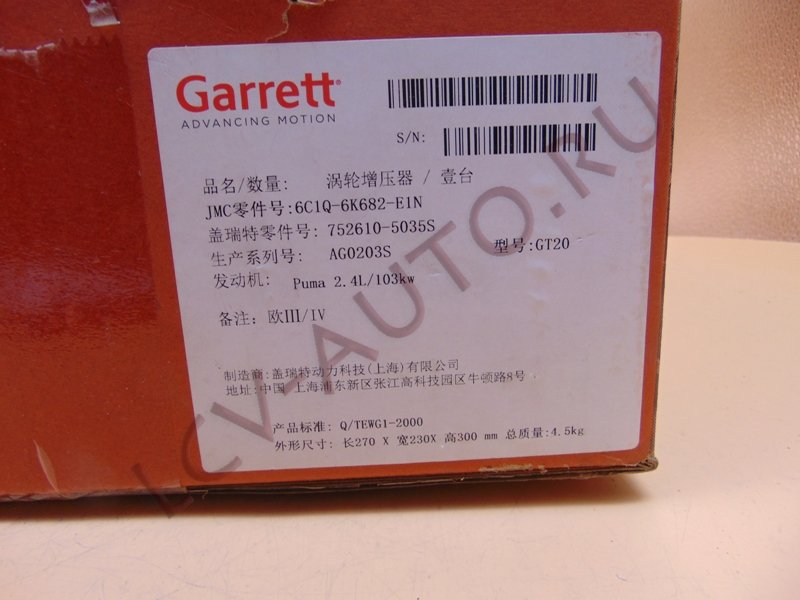 Garrett
ADVANCING MOTION
S/N:
品名/数量: 涡轮增压器 / 壹台
JMC零件号:6C1Q-6K682-E1N
盖瑞特零件号: 752610-5035S
生产系列号: AG0203S 型号:GT20
发动机: Puma 2.4L/103kw
备注: 欧III/IV
制造商:盖瑞特动力科技(上海)有限公司
地址:中国 上海浦东新区张江高科技园区牛顿路8号
产品标准: Q/TEWG1-2000
外形尺寸: 长270 X 宽230X 高300 mm 总质量:4.5kg
LCV-AUTO.RU